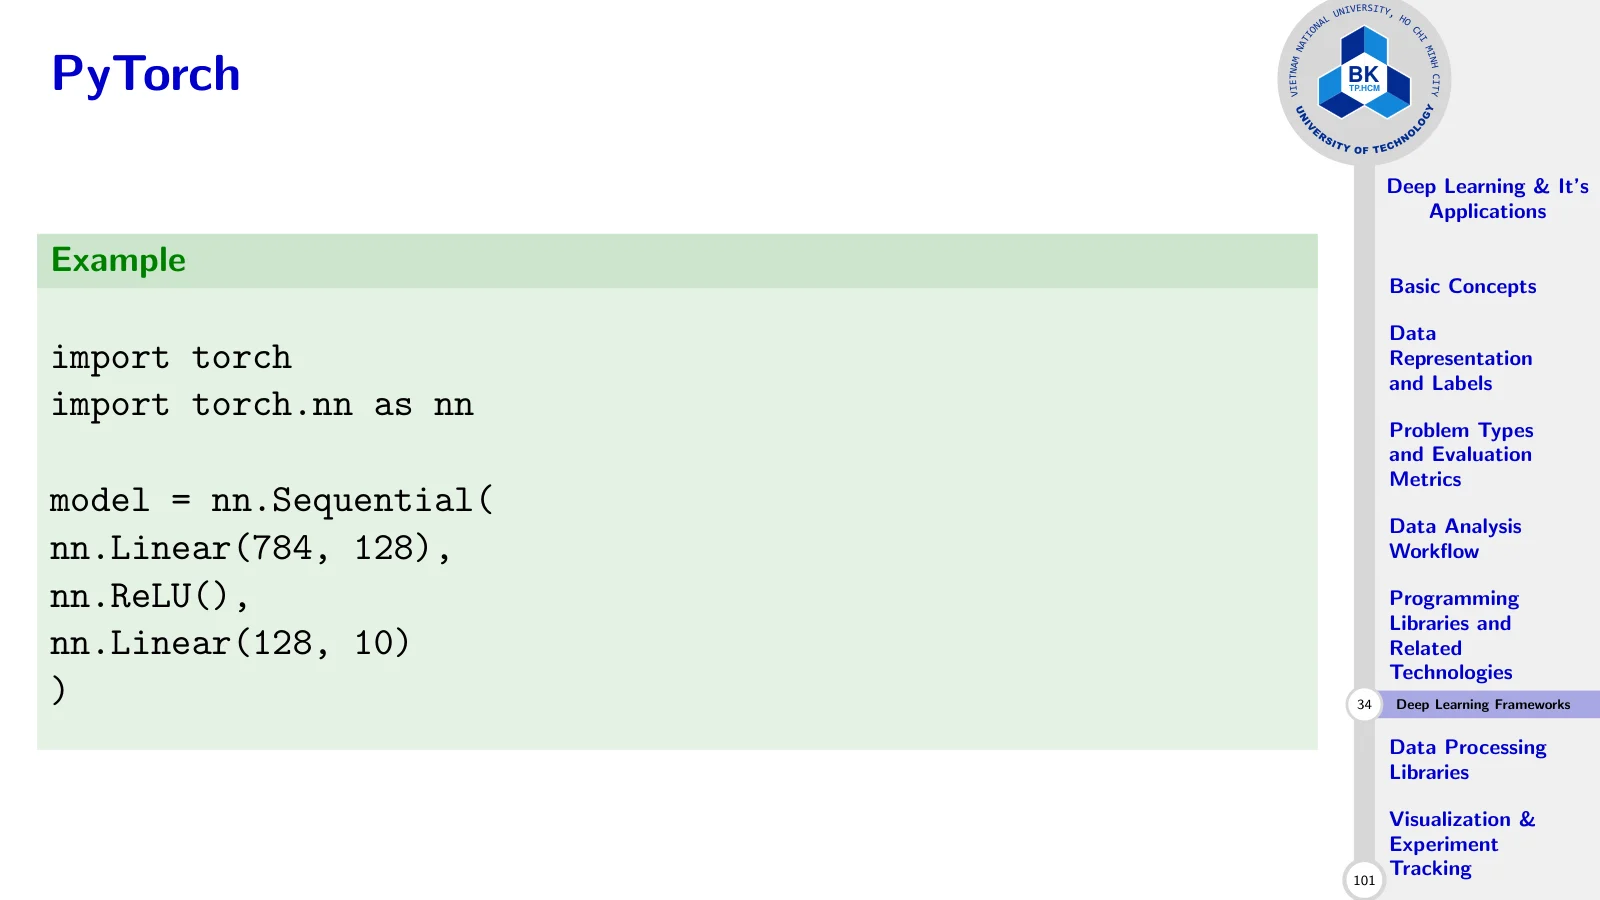 PyTorch
Example
import torch
import torch.nn as nn
model = nn.Sequential(
nn.Linear(784, 128),
nn.ReLU(),
nn.Linear(128, 10)
)
VIETNAM NATIONAL UNIVERSITY, HO CHI MINH CITY
BK
TP.HCM
UNIVERSITY OF TECHNOLOGY
Deep Learning & It's
Applications
Basic Concepts
Data
Representation
and Labels
Problem Types
and Evaluation
Metrics
Data Analysis
Workflow
Programming
Libraries and
Related
Technologies
34
Deep Learning Frameworks
Data Processing
Libraries
Visualization &
Experiment
Tracking
101